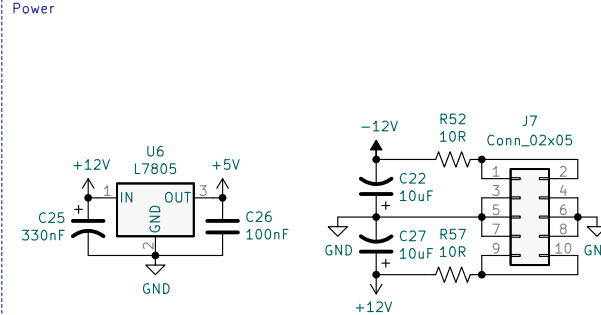 Power
U6
L7805
+12V
+5V
1
IN
OUT
3
GND
2
C25
330nF
+
C26
100nF
GND
-12V
R52
10R
J7
Conn_02x05
C22
10uF
+
GND
C27
10uF
+
R57
10R
+12V
1
2
3
4
5
6
7
8
9
10
GN